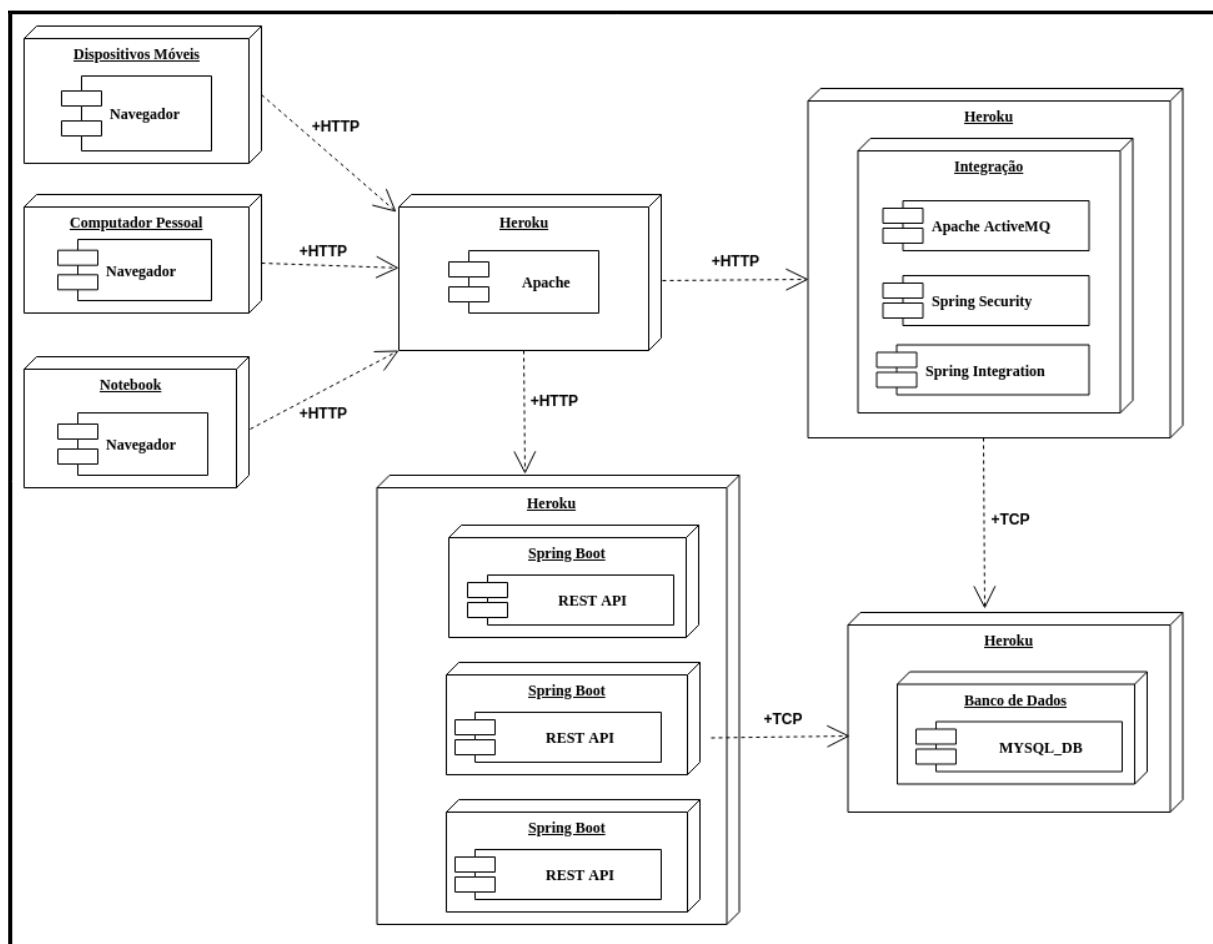 Dispositivos Móveis
Navegador
+HTTP
Computador Pessoal
Navegador
+HTTP
Notebook
Navegador
+HTTP
Heroku
Apache
+HTTP
+HTTP
Heroku
Integração
Apache ActiveMQ
Spring Security
Spring Integration
+TCP
Heroku
Spring Boot
REST API
Spring Boot
REST API
Spring Boot
REST API
+TCP
Heroku
Banco de Dados
MYSQL_DB